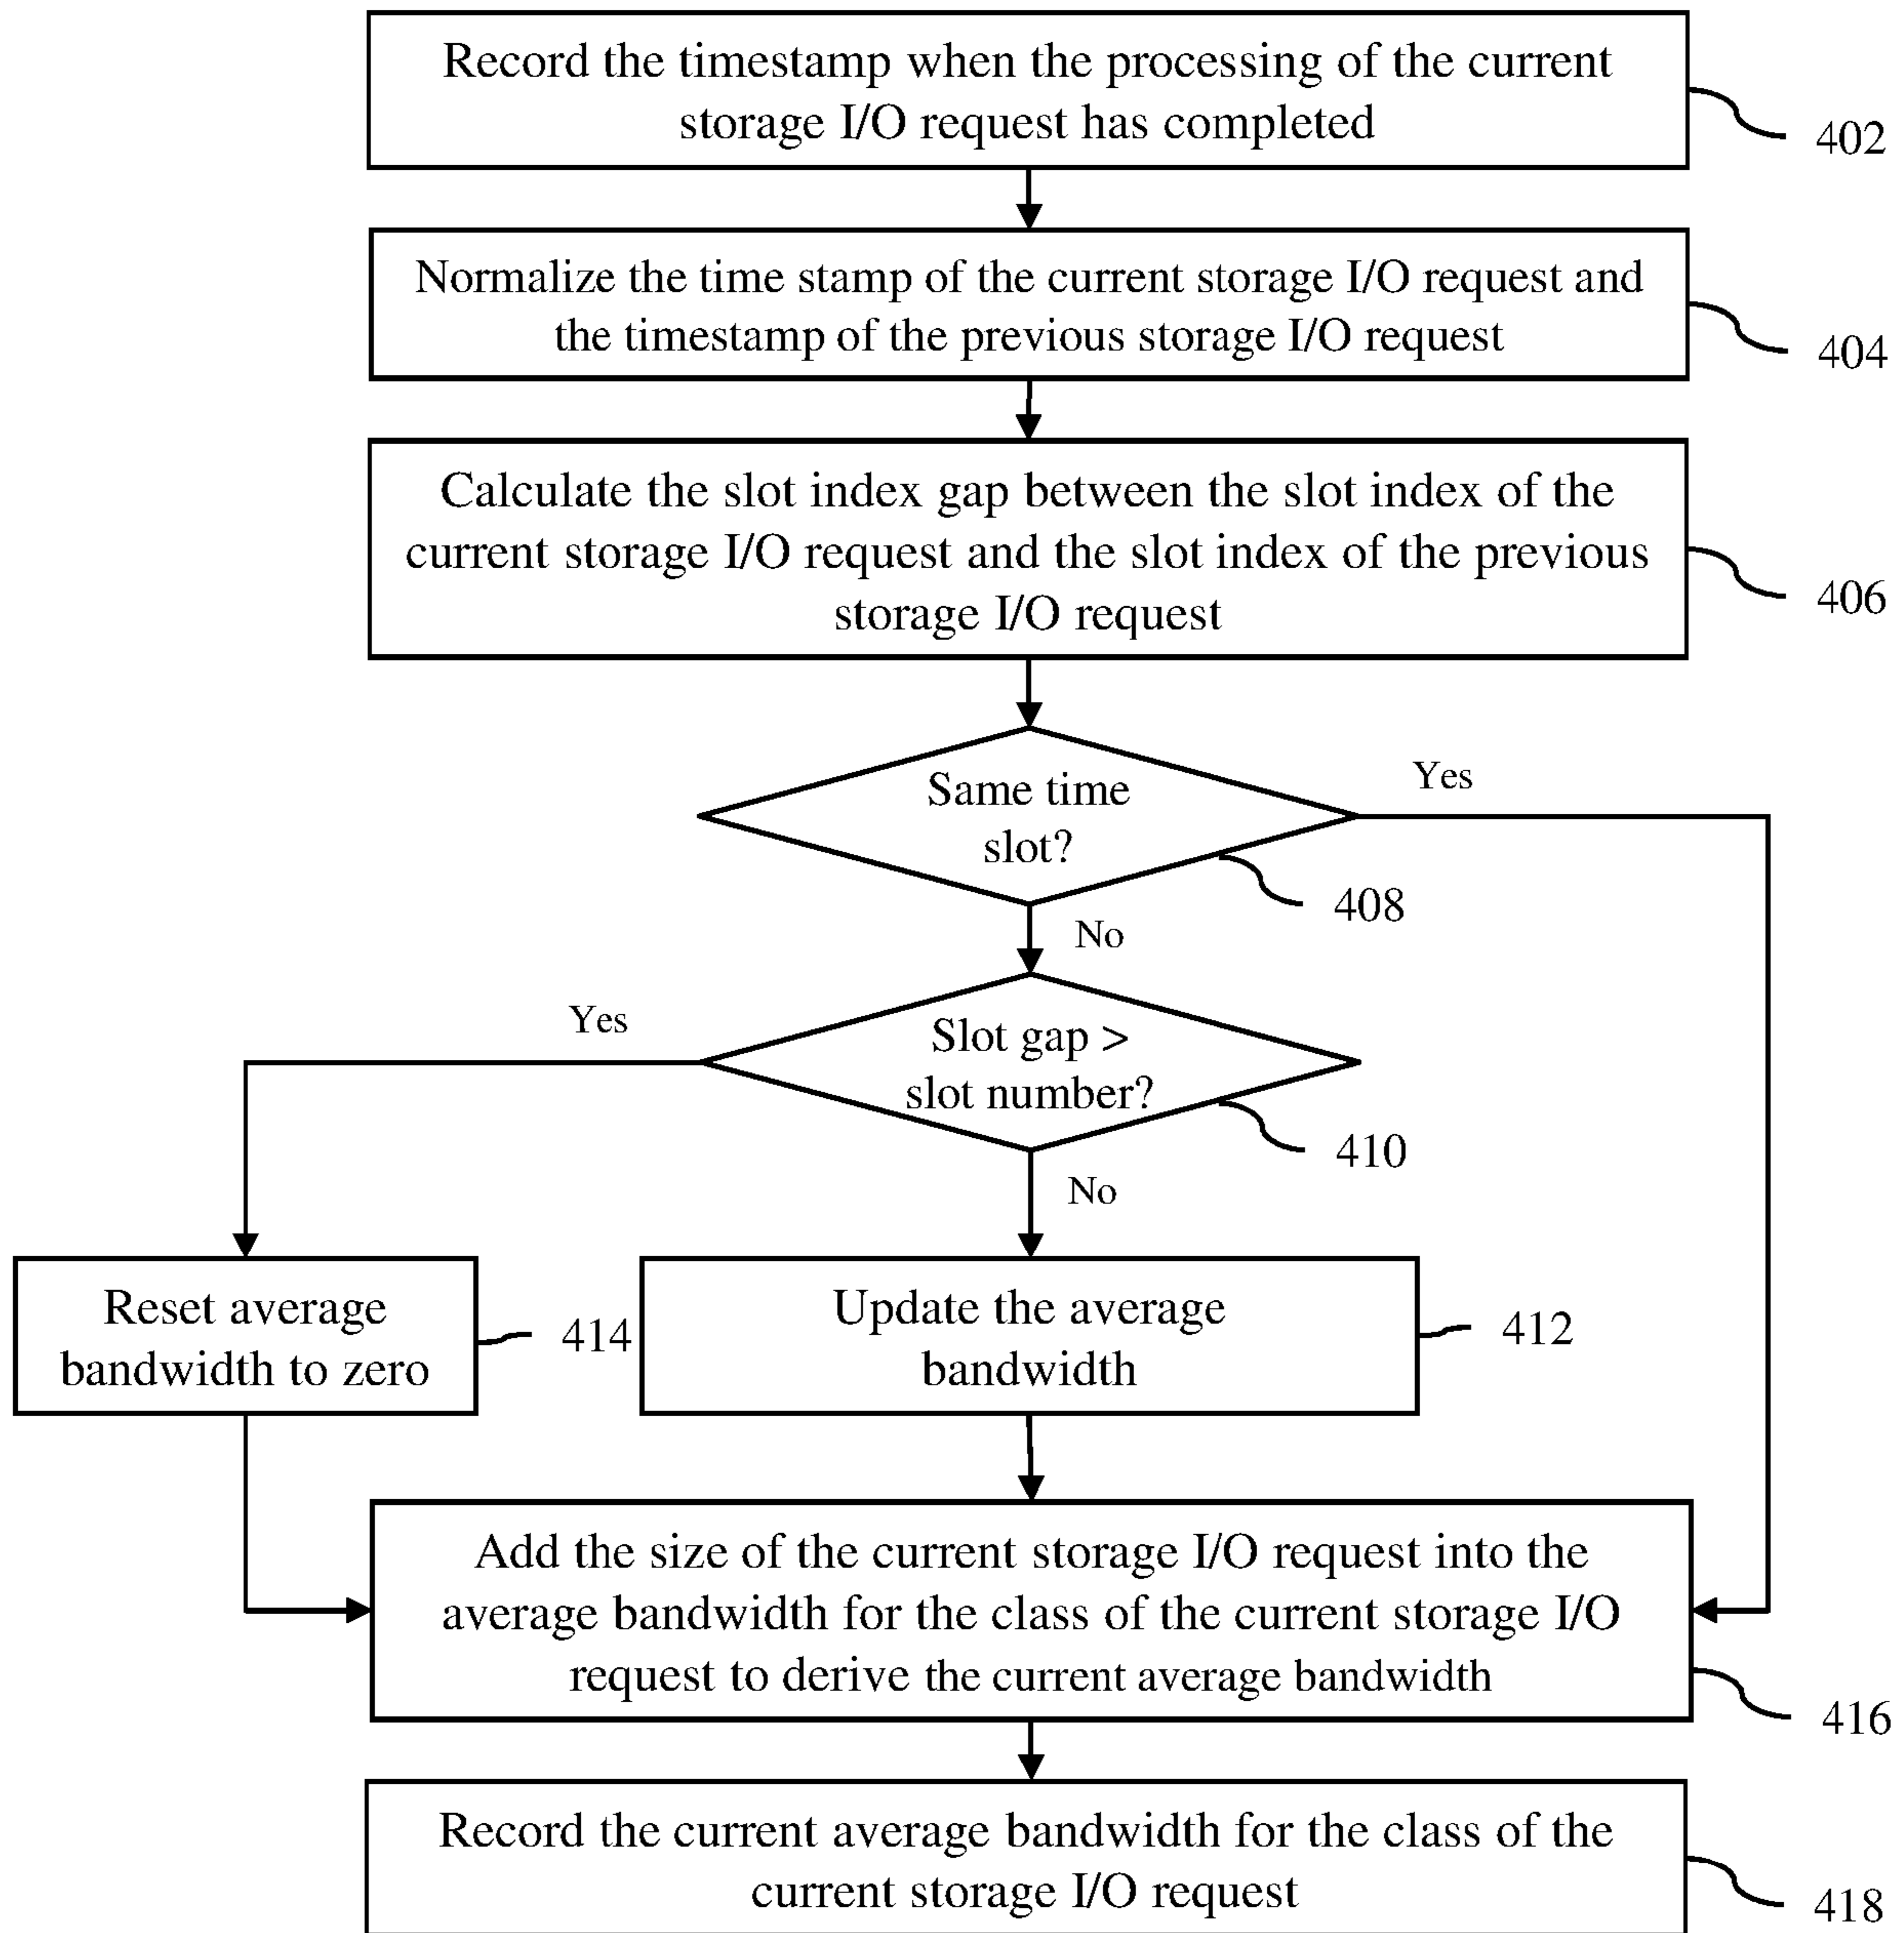 Record the timestamp when the processing of the current
storage I/O request has completed
402
Normalize the time stamp of the current storage I/O request and
the timestamp of the previous storage I/O request
404
Calculate the slot index gap between the slot index of the
current storage I/O request and the slot index of the previous
storage I/O request
406
Same time
slot?
Yes
408
No
Slot gap >
slot number?
Yes
410
No
Reset average
bandwidth to zero
414
Update the average
bandwidth
412
Add the size of the current storage I/O request into the
average bandwidth for the class of the current storage I/O
request to derive the current average bandwidth
416
Record the current average bandwidth for the class of the
current storage I/O request
418